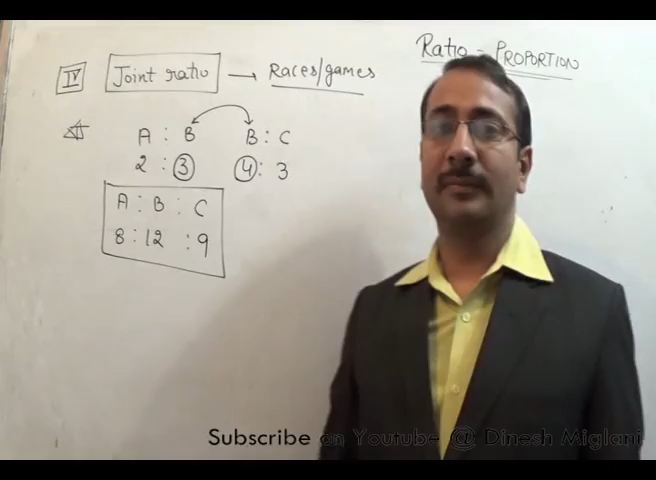 Ratio - PROPORTION
IV Joint ratio → Races/games
A : B B : C
2 : 3 4 : 3
A : B : C
8 : 12 : 9
Subscribe on Youtube @ Dinesh Miglani